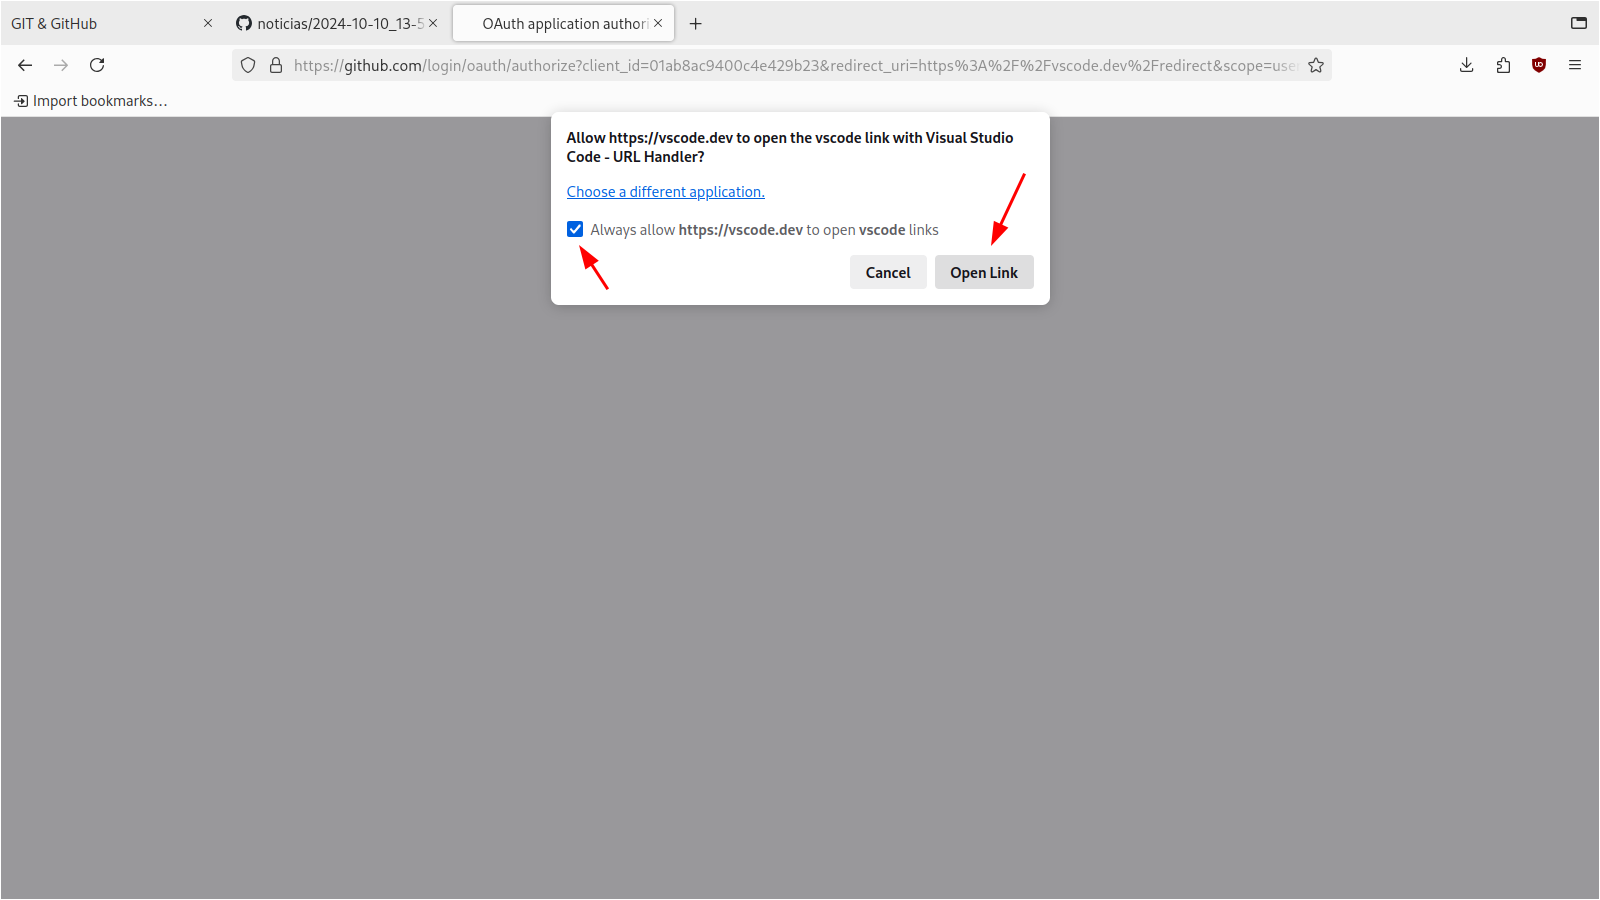 GIT & GitHub
noticias/2024-10-10_13-5
OAuth application authori
https://github.com/login/oauth/authorize?client_id=01ab8ac9400c4e429b23&redirect_uri=https%3A%2F%2Fvscode.dev%2Fredirect&scope=use
Import bookmarks…
Allow https://vscode.dev to open the vscode link with Visual Studio
Code - URL Handler?
Choose a different application.
Always allow https://vscode.dev to open vscode links
Cancel
Open Link